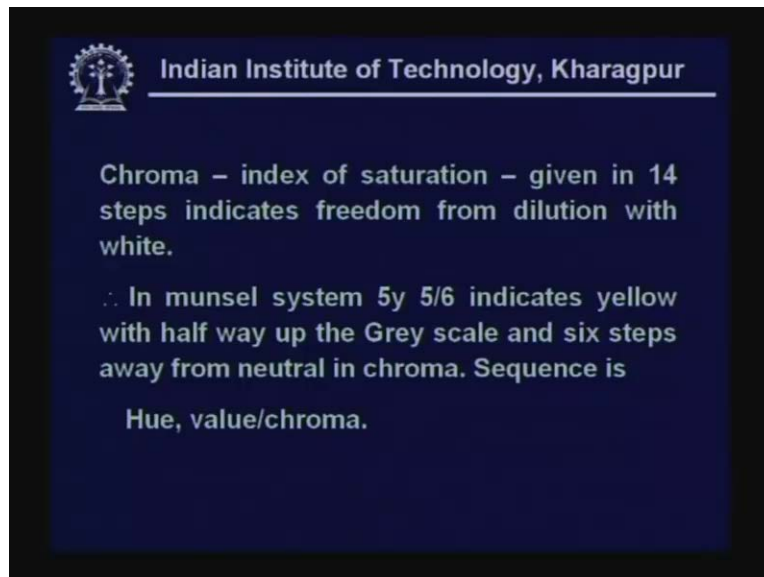 Indian Institute of Technology, Kharagpur
Chroma – index of saturation – given in 14
steps indicates freedom from dilution with
white.
∴ In munsel system 5y 5/6 indicates yellow
with half way up the Grey scale and six steps
away from neutral in chroma. Sequence is
Hue, value/chroma.